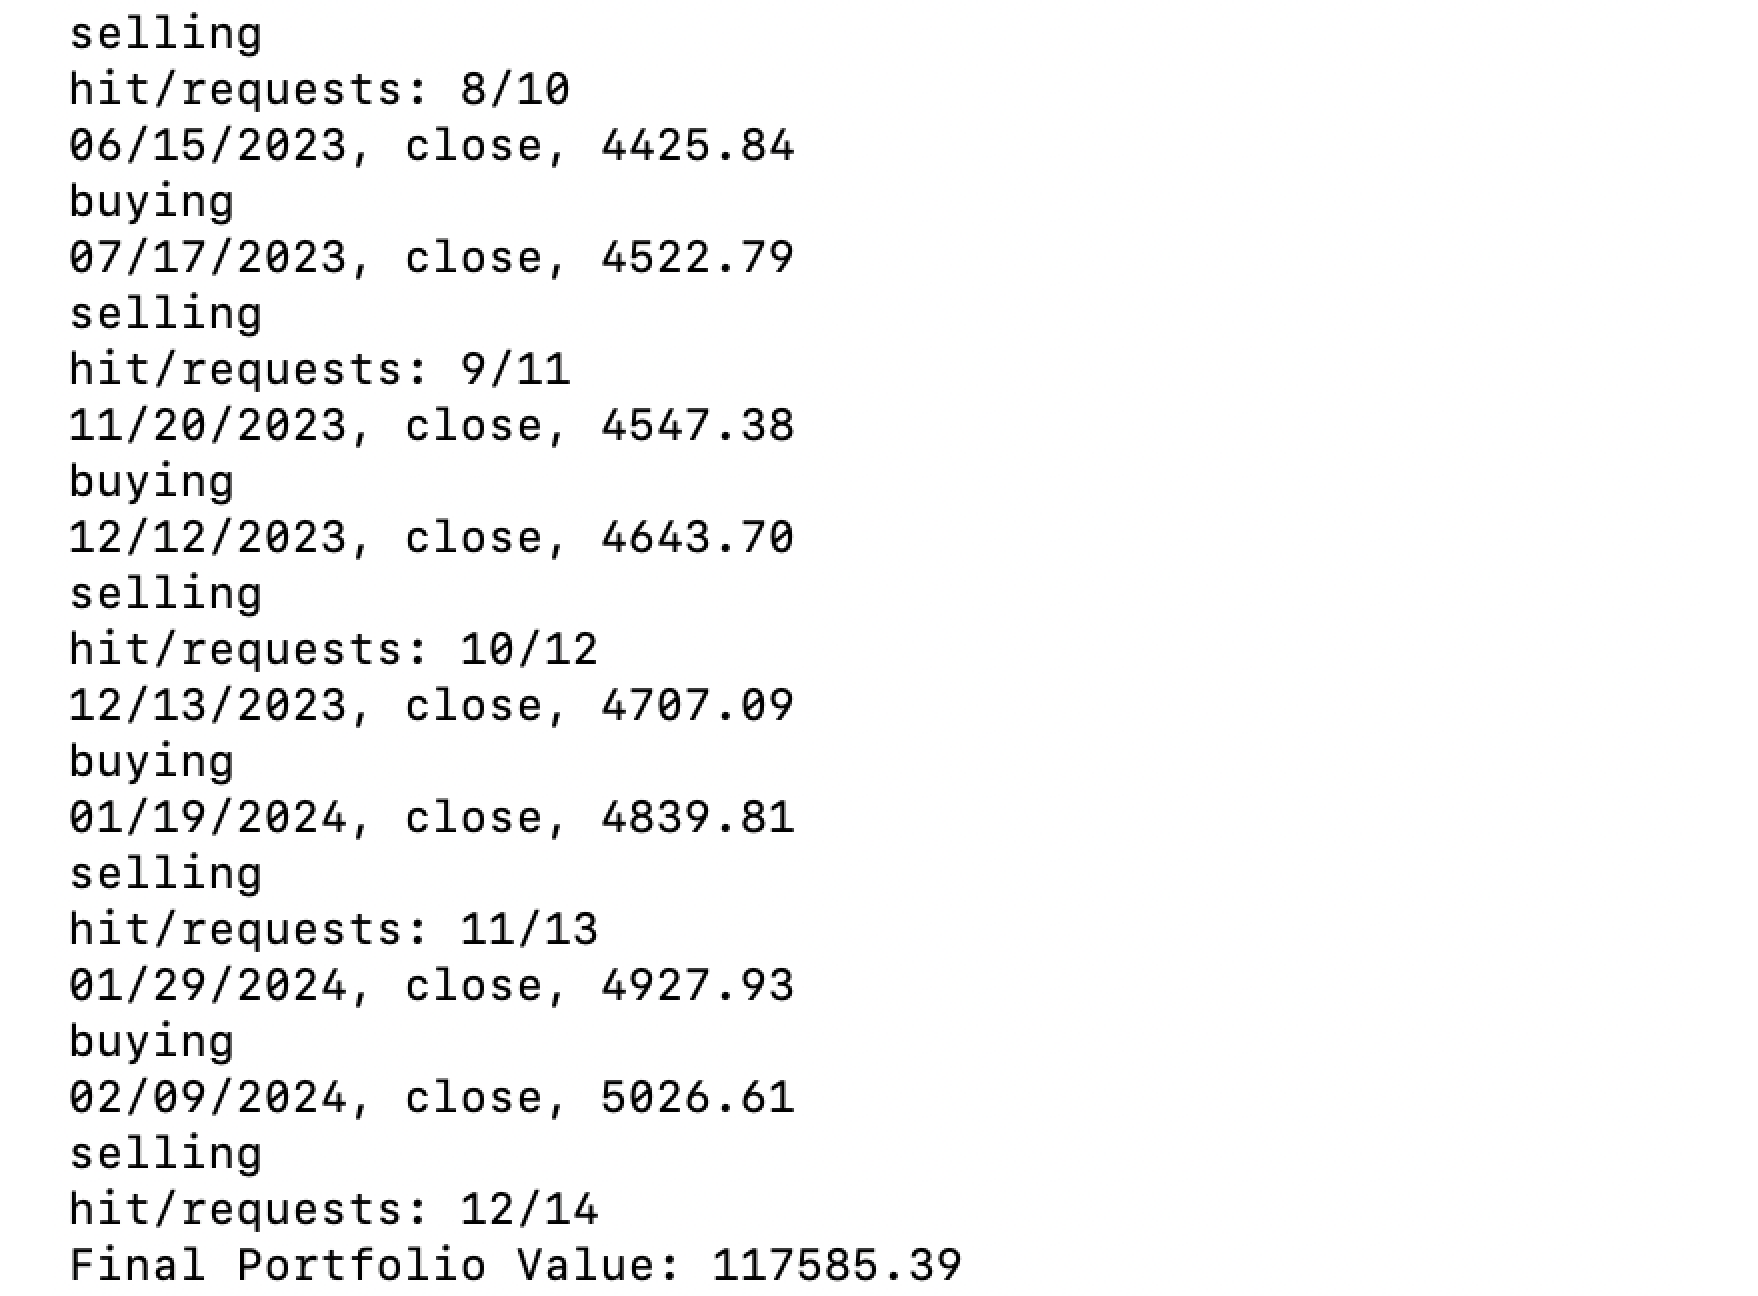 selling
hit/requests: 8/10
06/15/2023, close, 4425.84
buying
07/17/2023, close, 4522.79
selling
hit/requests: 9/11
11/20/2023, close, 4547.38
buying
12/12/2023, close, 4643.70
selling
hit/requests: 10/12
12/13/2023, close, 4707.09
buying
01/19/2024, close, 4839.81
selling
hit/requests: 11/13
01/29/2024, close, 4927.93
buying
02/09/2024, close, 5026.61
selling
hit/requests: 12/14
Final Portfolio Value: 117585.39